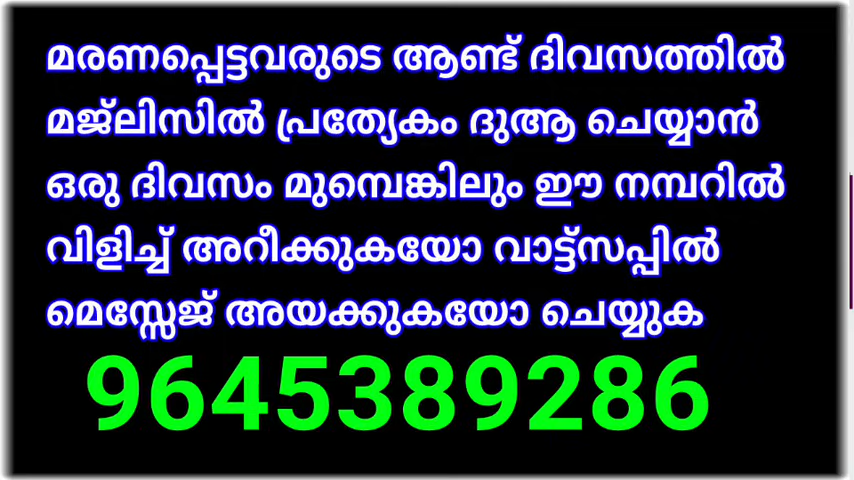 മരണപ്പെട്ടവരുടെ ആണ്ട് ദിവസത്തിൽ
മജ്ലിസിൽ പ്രത്യേകം ദുആ ചെയ്യാൻ
ഒരു ദിവസം മുമ്പെങ്കിലും ഈ നമ്പറിൽ
വിളിച്ച് അറീക്കുകയോ വാട്ട്സപ്പിൽ
മെസ്സേജ് അയക്കുകയോ ചെയ്യുക
9645389286